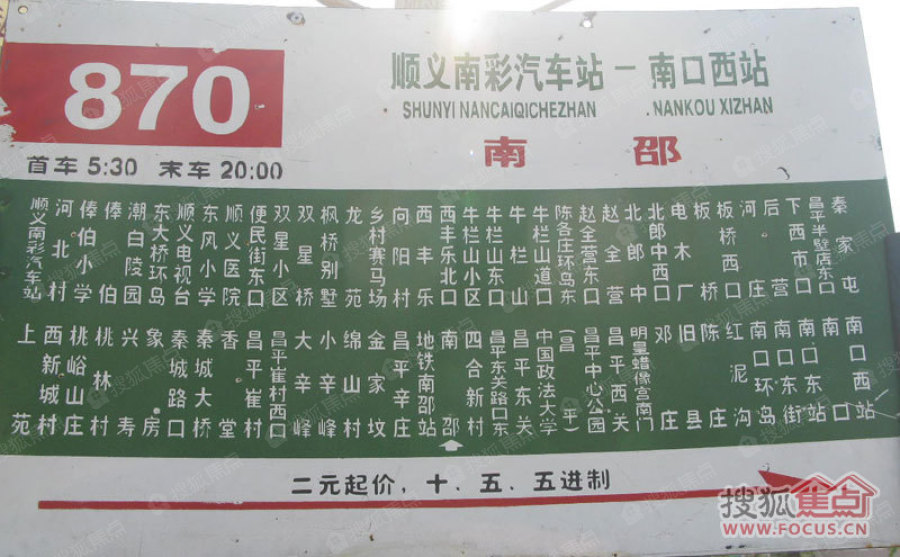 870
顺义南彩汽车站 — 南口西站
SHUNYI NANCAIQICHEZHAN
NANKOU XIZHAN
南 邵
首车 5:30 末车 20:00
顺义南彩汽车站
河北村
俸伯小学
俸伯
潮白陵园
东大桥环岛
顺义电视台
东风小学
顺义医院
便民街东口
双星小区
双星桥
枫桥别墅
龙苑
乡村赛马场
向阳村
西丰乐
西丰乐北口
牛栏山小区
牛栏山东口
牛栏山
牛栏山道口
陈各庄环岛东
赵全营东口
赵全营
北郎中
北郎中西口
电木厂
板桥
板桥西口
河庄
后营
下西市口
昌平半壁店东口
秦家屯
上苑
西新城村
桃峪山庄
桃林村
兴寿
象房
秦城路口
秦城大桥
香堂
昌平崔村
昌平崔村西口
大辛峰
小辛峰
绵山村
金家坟
昌平辛庄
地铁南邵站
南邵
四合新村
昌平东关路口东
昌平东关
中国政法大学(昌平)
昌平中心公园
昌平西关
明皇蜡像宫南门
邓庄
旧县
陈庄
红泥沟
南口环岛
南口东街
南口东站
南口
南口西站
二元起价，十、五、五进制
搜狐焦点
WWW.FOCUS.CN